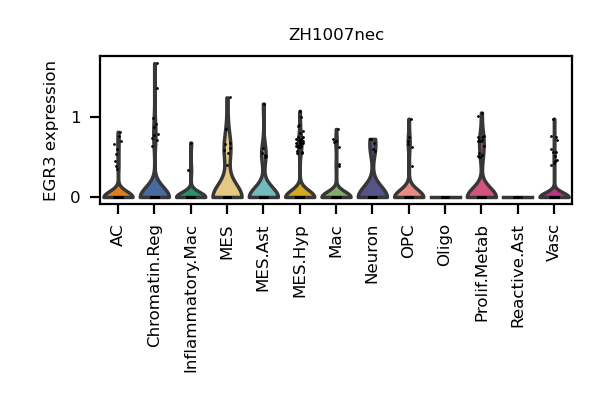 ZH1007nec
EGR3 expression
1
0
AC
Chromatin.Reg
Inflammatory.Mac
MES
MES.Ast
MES.Hyp
Mac
Neuron
OPC
Oligo
Prolif.Metab
Reactive.Ast
Vasc